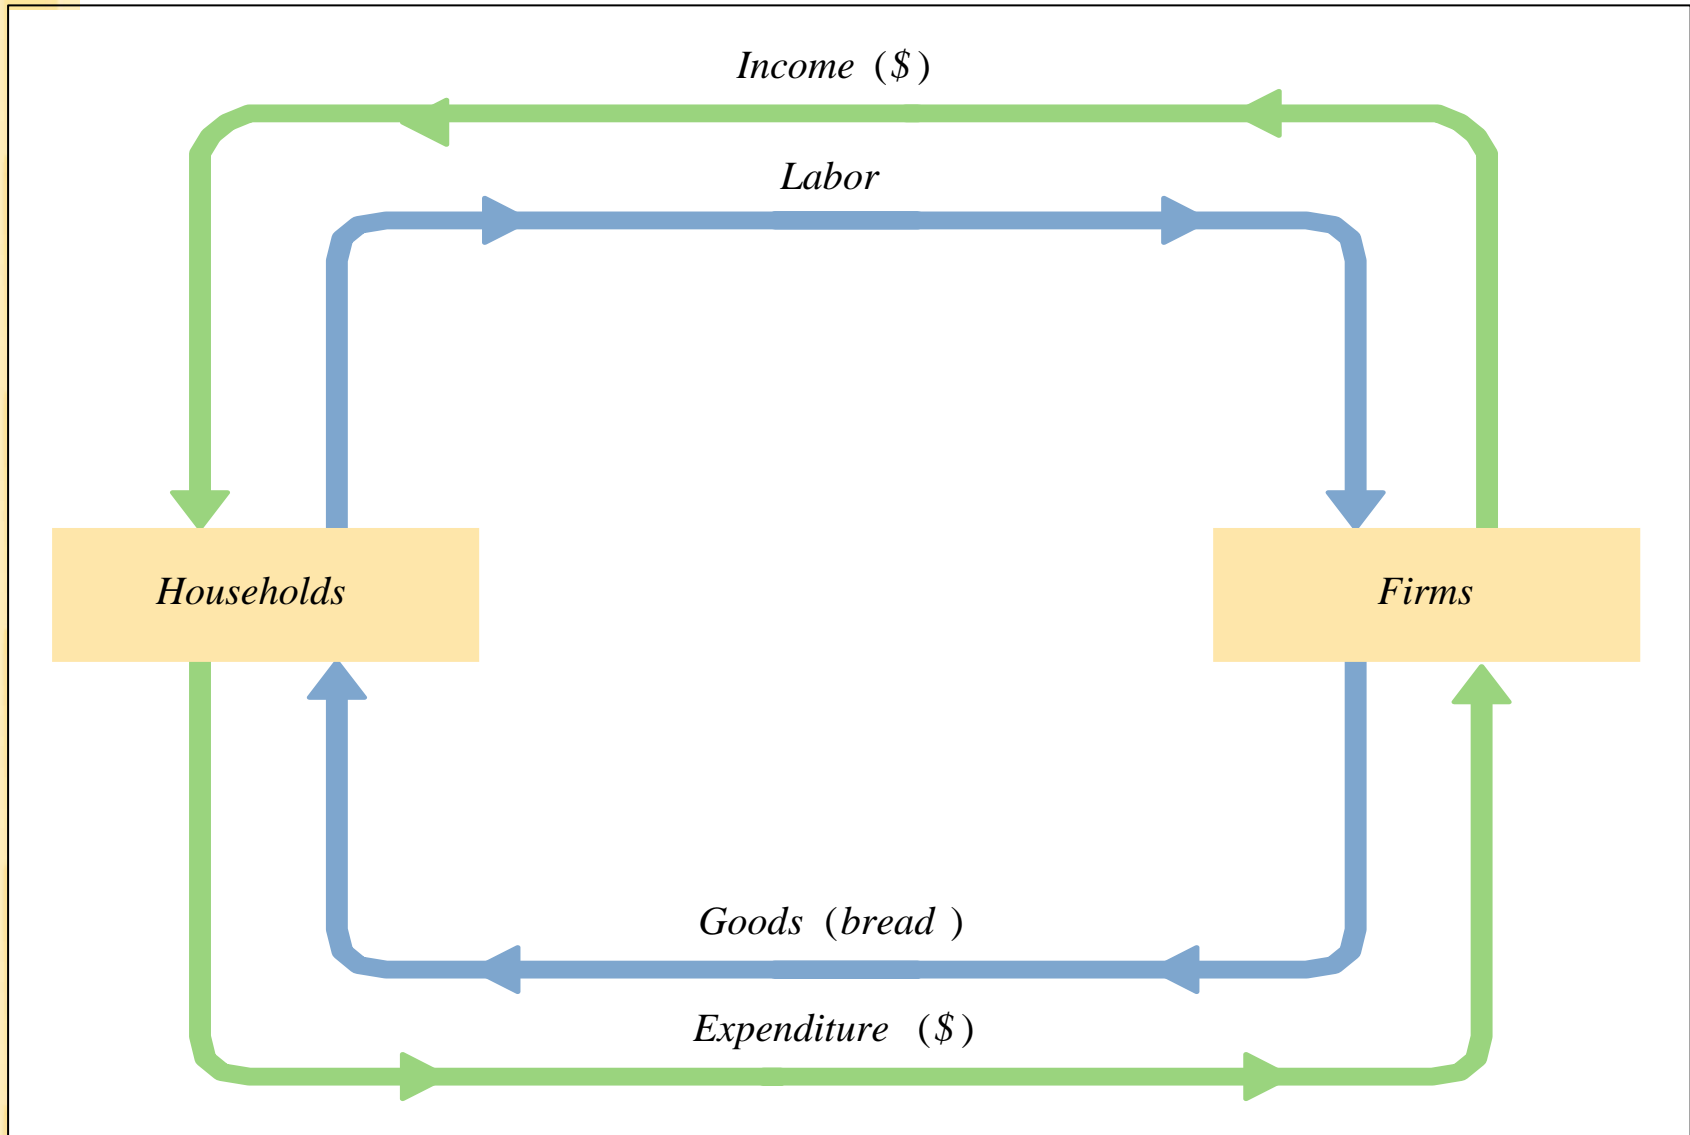 Income ($)
Labor
Households
Firms
Goods (bread )
Expenditure ($)